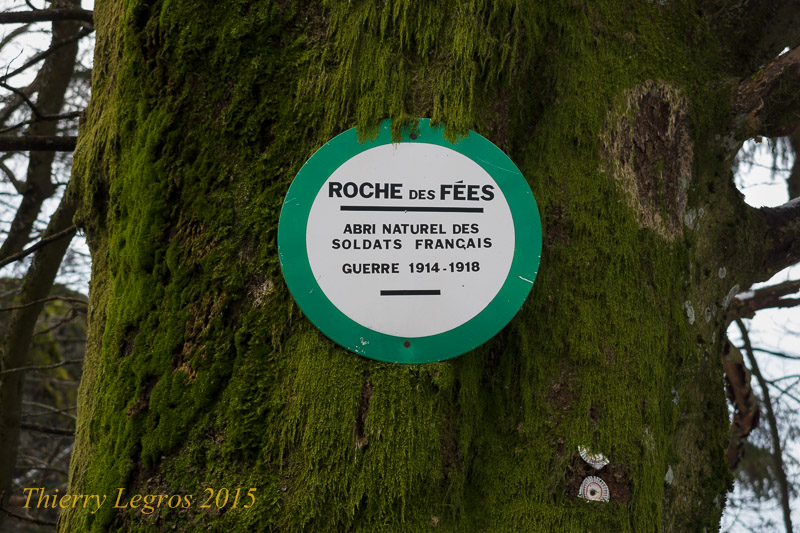 ROCHE DES FÉES
ABRI NATUREL DES
SOLDATS FRANÇAIS
GUERRE 1914-1918
Thierry Legros 2015